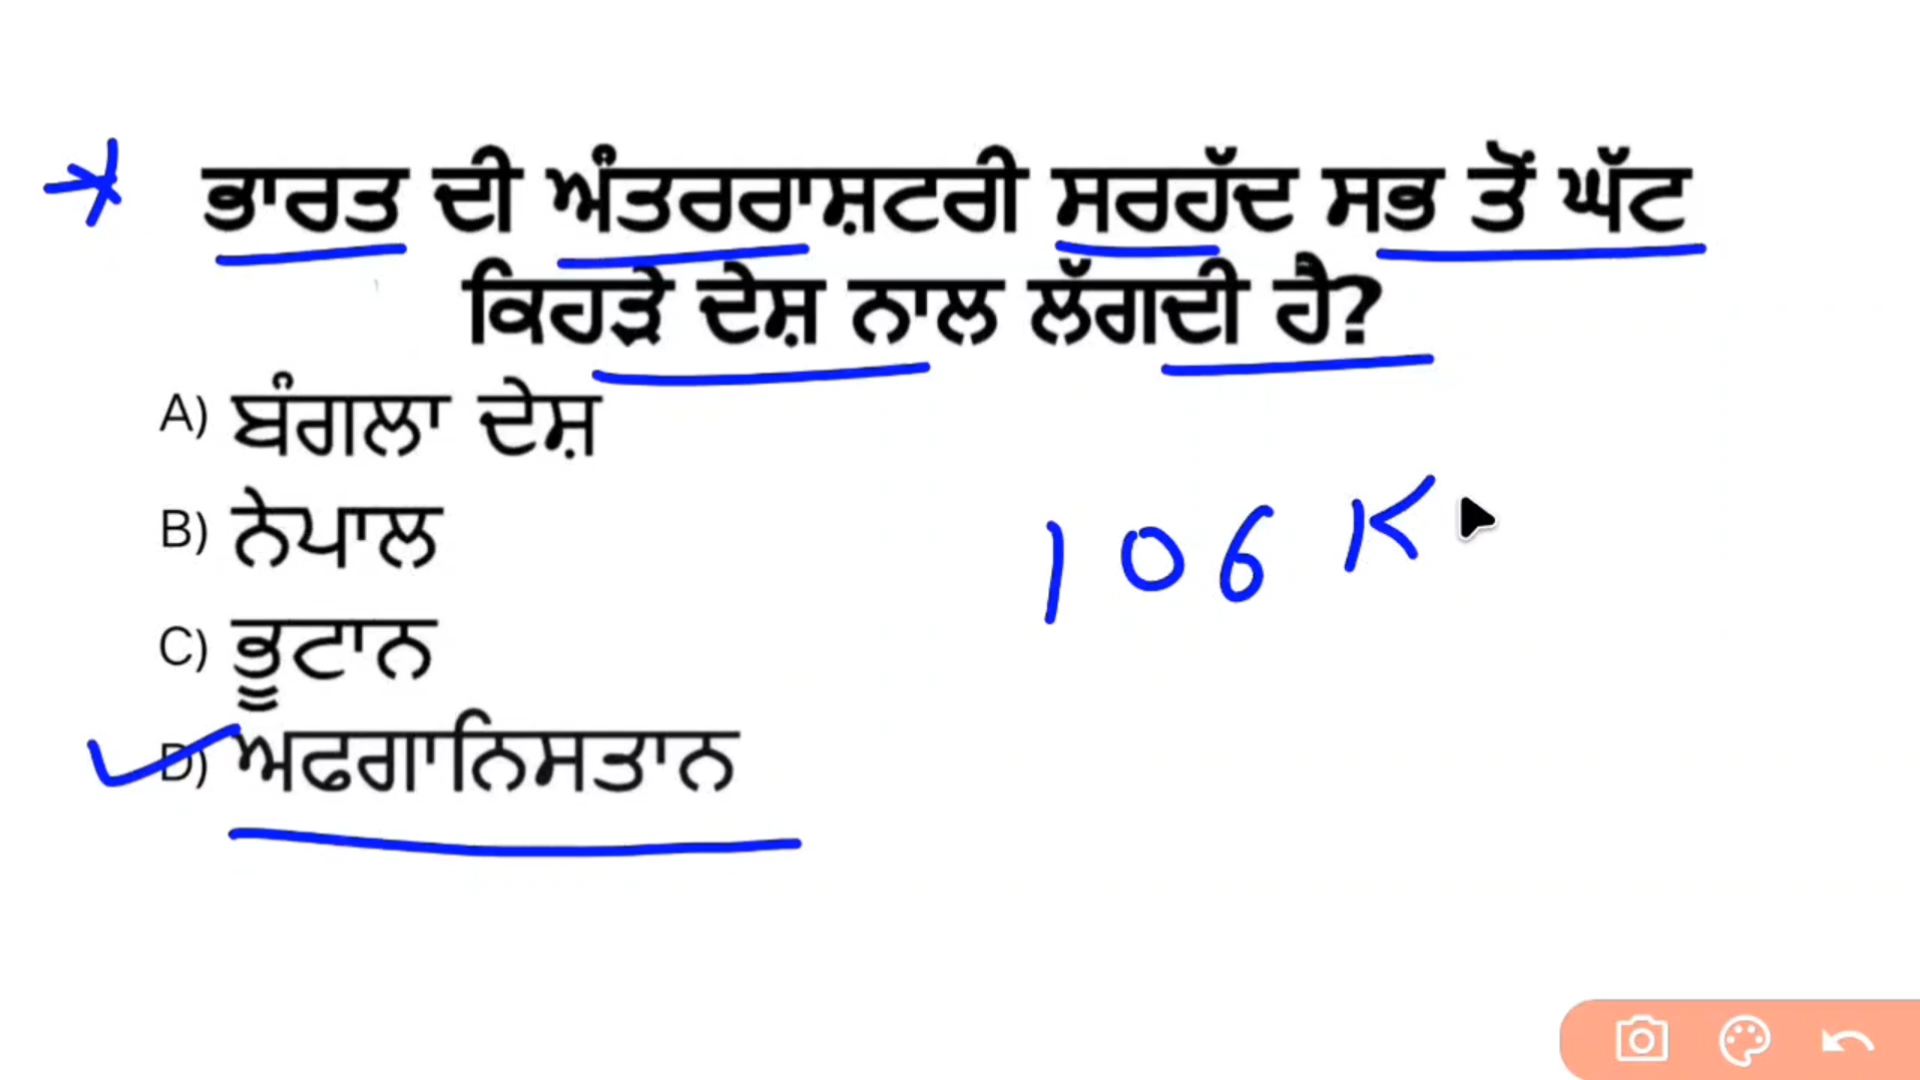 ਭਾਰਤ ਦੀ ਅੰਤਰਰਾਸ਼ਟਰੀ ਸਰਹੱਦ ਸਭ ਤੋਂ ਘੱਟ
ਕਿਹੜੇ ਦੇਸ਼ ਨਾਲ ਲੱਗਦੀ ਹੈ?
A) ਬੰਗਲਾ ਦੇਸ਼
106 K
B) ਨੇਪਾਲ
C) ਭੂਟਾਨ
D) ਅਫਗਾਨਿਸਤਾਨ